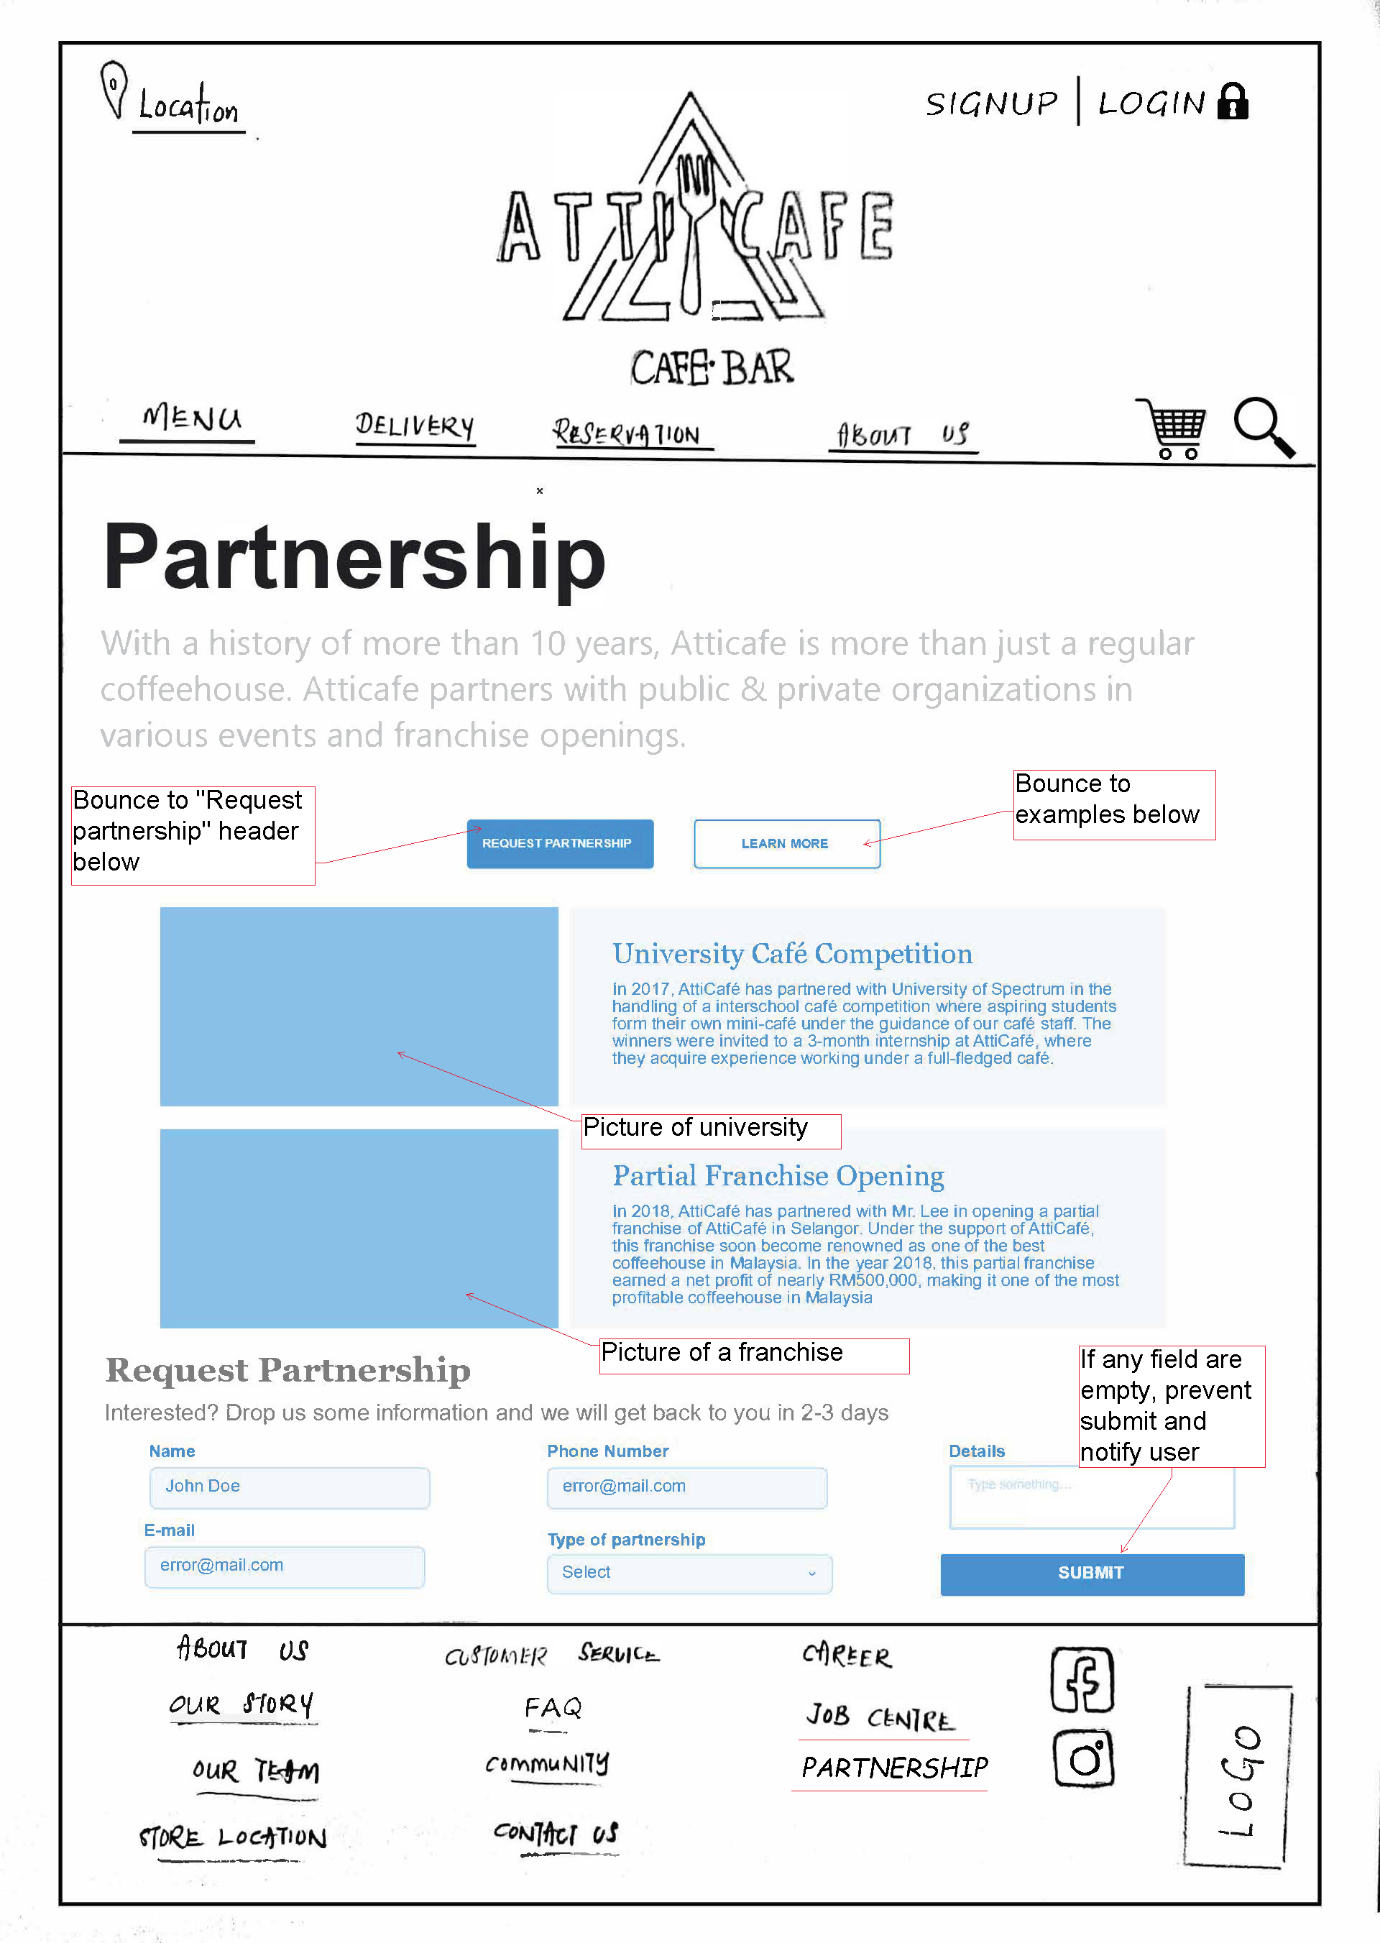 Location
SIGNUP | LOGIN
ATTICAFE
CAFE·BAR
MENU
DELIVERY
RESERVATION
ABOUT US
x
Partnership
With a history of more than 10 years, Atticafe is more than just a regular
coffeehouse. Atticafe partners with public & private organizations in
various events and franchise openings.
Bounce to "Request
partnership" header
below
REQUEST PARTNERSHIP
LEARN MORE
Bounce to
examples below
University Café Competition
In 2017, AttiCafé has partnered with University of Spectrum in the
handling of a interschool café competition where aspiring students
form their own mini-café under the guidance of our café staff. The
winners were invited to a 3-month internship at AttiCafé, where
they acquire experience working under a full-fledged café.
Picture of university
Partial Franchise Opening
In 2018, AttiCafé has partnered with Mr. Lee in opening a partial
franchise of AttiCafé in Selangor. Under the support of AttiCafé,
this franchise soon become renowned as one of the best
coffeehouse in Malaysia. In the year 2018, this partial franchise
earned a net profit of nearly RM500,000, making it one of the most
profitable coffeehouse in Malaysia
Picture of a franchise
Request Partnership
Interested? Drop us some information and we will get back to you in 2-3 days
If any field are
empty, prevent
submit and
notify user
Name
John Doe
Phone Number
error@mail.com
Details
Type something...
E-mail
error@mail.com
Type of partnership
Select
SUBMIT
ABOUT US
OUR STORY
OUR TEAM
STORE LOCATION
CUSTOMER SERVICE
FAQ
COMMUNITY
CONTACT US
CAREER
JOB CENTRE
PARTNERSHIP
LOGO